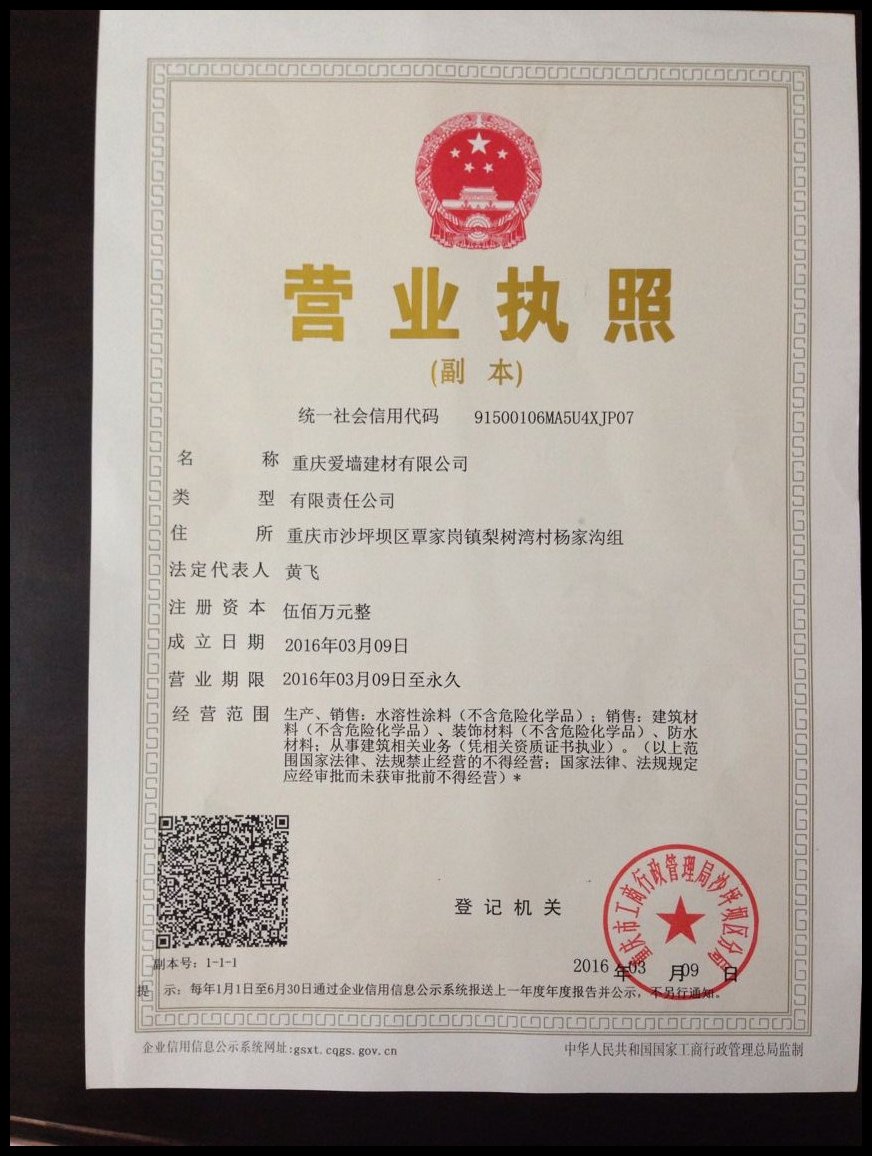 营业执照
(副 本)
统一社会信用代码 91500106MA5U4XJP07
名 称 重庆爱墙建材有限公司
类 型 有限责任公司
住 所 重庆市沙坪坝区覃家岗镇梨树湾村杨家沟组
法定代表人 黄飞
注册资本 伍佰万元整
成立日期 2016年03月09日
营业期限 2016年03月09日至永久
经营范围 生产、销售：水溶性涂料（不含危险化学品）；销售：建筑材
料（不含危险化学品）、装饰材料（不含危险化学品）、防水
材料；从事建筑相关业务（凭相关资质证书执业）。（以上范
围国家法律、法规禁止经营的不得经营；国家法律、法规规定
应经审批而未获审批前不得经营）*
登记机关
重庆市工商行政管理局沙坪坝区分局
2016年03月09日
副本号：1-1-1
提 示：每年1月1日至6月30日通过企业信用信息公示系统报送上一年度年度报告并公示，不另行通知。
企业信用信息公示系统网址:gsxt.cqgs.gov.cn
中华人民共和国国家工商行政管理总局监制